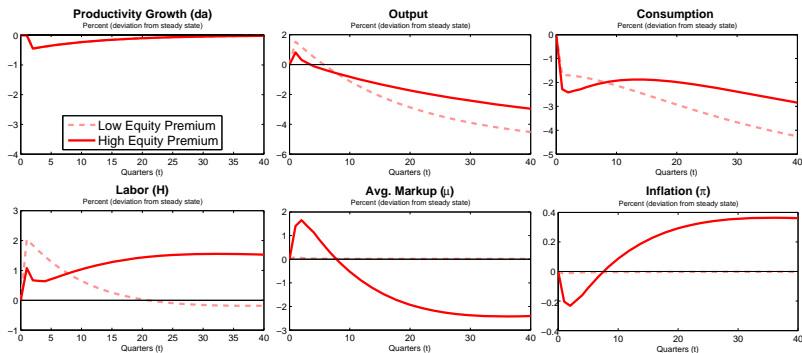 Productivity Growth (da)
Percent (deviation from steady state)
0
−1
−2
−3
−4
0 5 10 15 20 25 30 35 40
Quarters (t)
Low Equity Premium
High Equity Premium
Output
Percent (deviation from steady state)
4
2
0
−2
−4
−6
0 10 20 30 40
Quarters (t)
Consumption
Percent (deviation from steady state)
0
−1
−2
−3
−4
−5
0 10 20 30 40
Quarters (t)
Labor (H)
Percent (deviation from steady state)
3
2
1
0
−1
0 5 10 15 20 25 30 35 40
Quarters (t)
Avg. Markup (μ)
Percent (deviation from steady state)
2
1
0
−1
−2
−3
0 10 20 30 40
Quarters (t)
Inflation (π)
Percent (deviation from steady state)
0.4
0.2
0
−0.2
−0.4
0 10 20 30 40
Quarters (t)